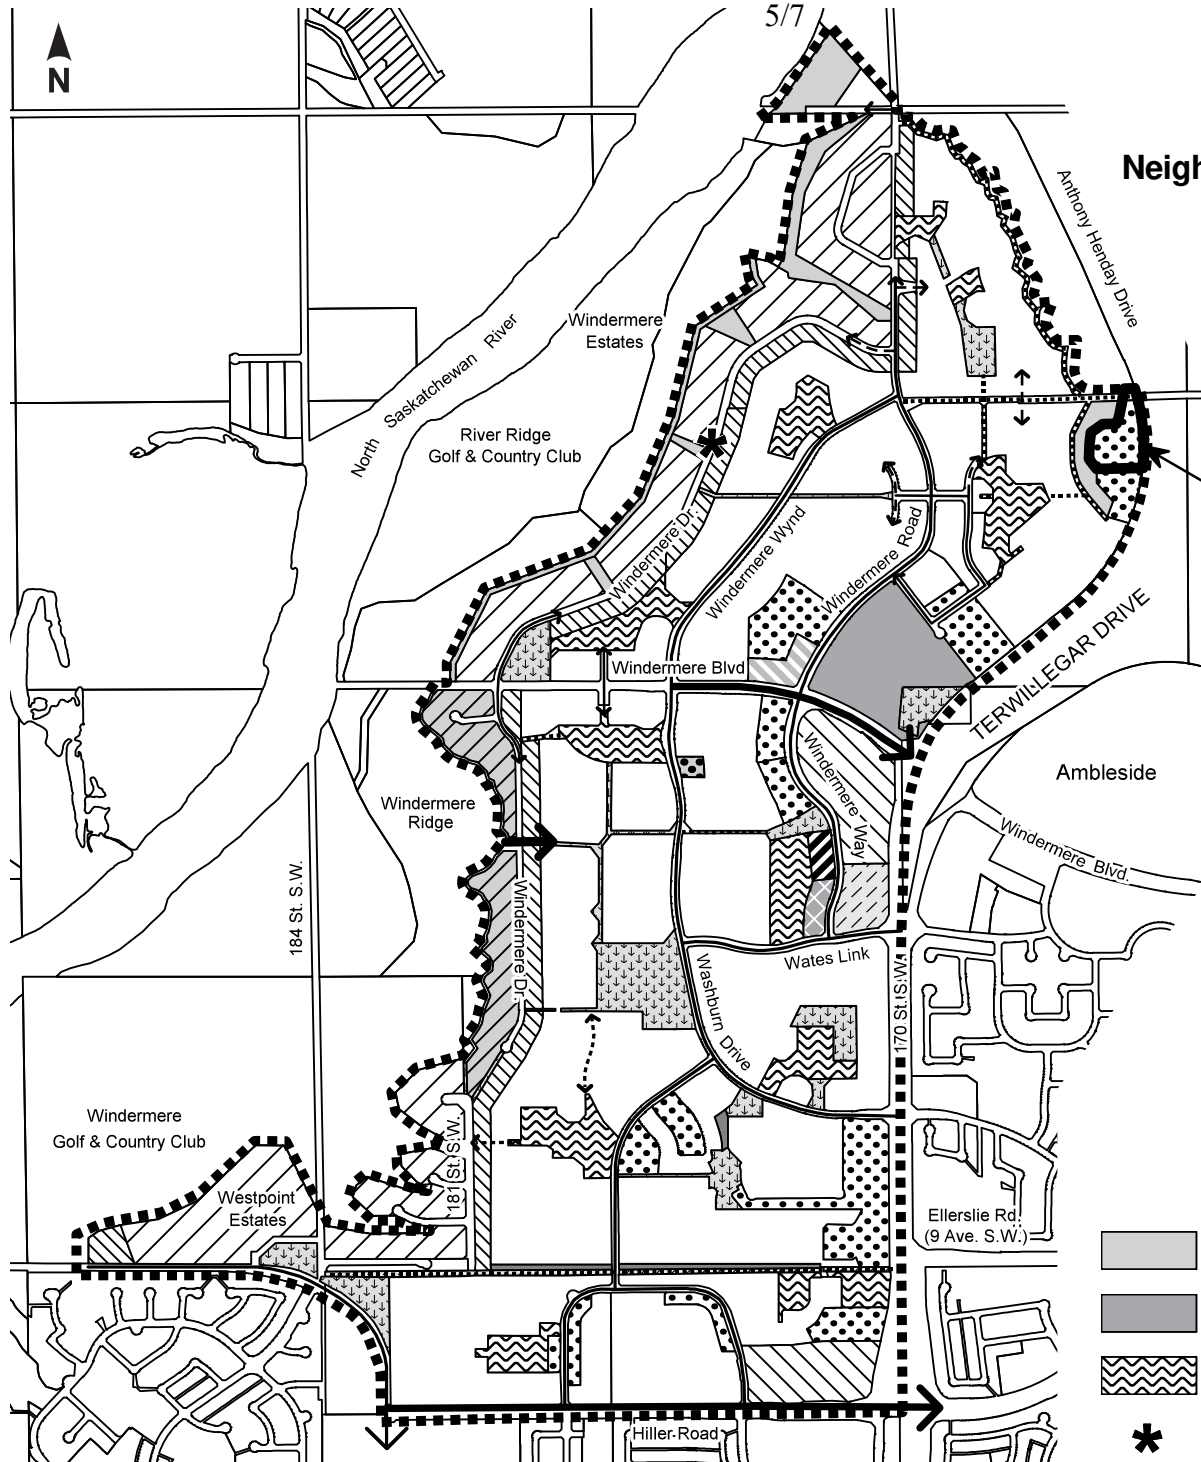 5/7
N
Neigh
Anthony Henday Drive
Windermere
Estates
North Saskatchewan River
River Ridge
Golf & Country Club
Windermere Dr.
Windermere Wynd
Windermere Road
Windermere Blvd
TERWILLEGAR DRIVE
Ambleside
Windermere
Ridge
Windermere Way
Windermere Blvd.
184 St. S.W.
Windermere Dr.
Wates Link
Washburn Drive
170 St. S.W.
Windermere
Golf & Country Club
181 St. S.W.
Westpoint
Estates
Ellerslie Rd.
(9 Ave. S.W.)
Hiller Road